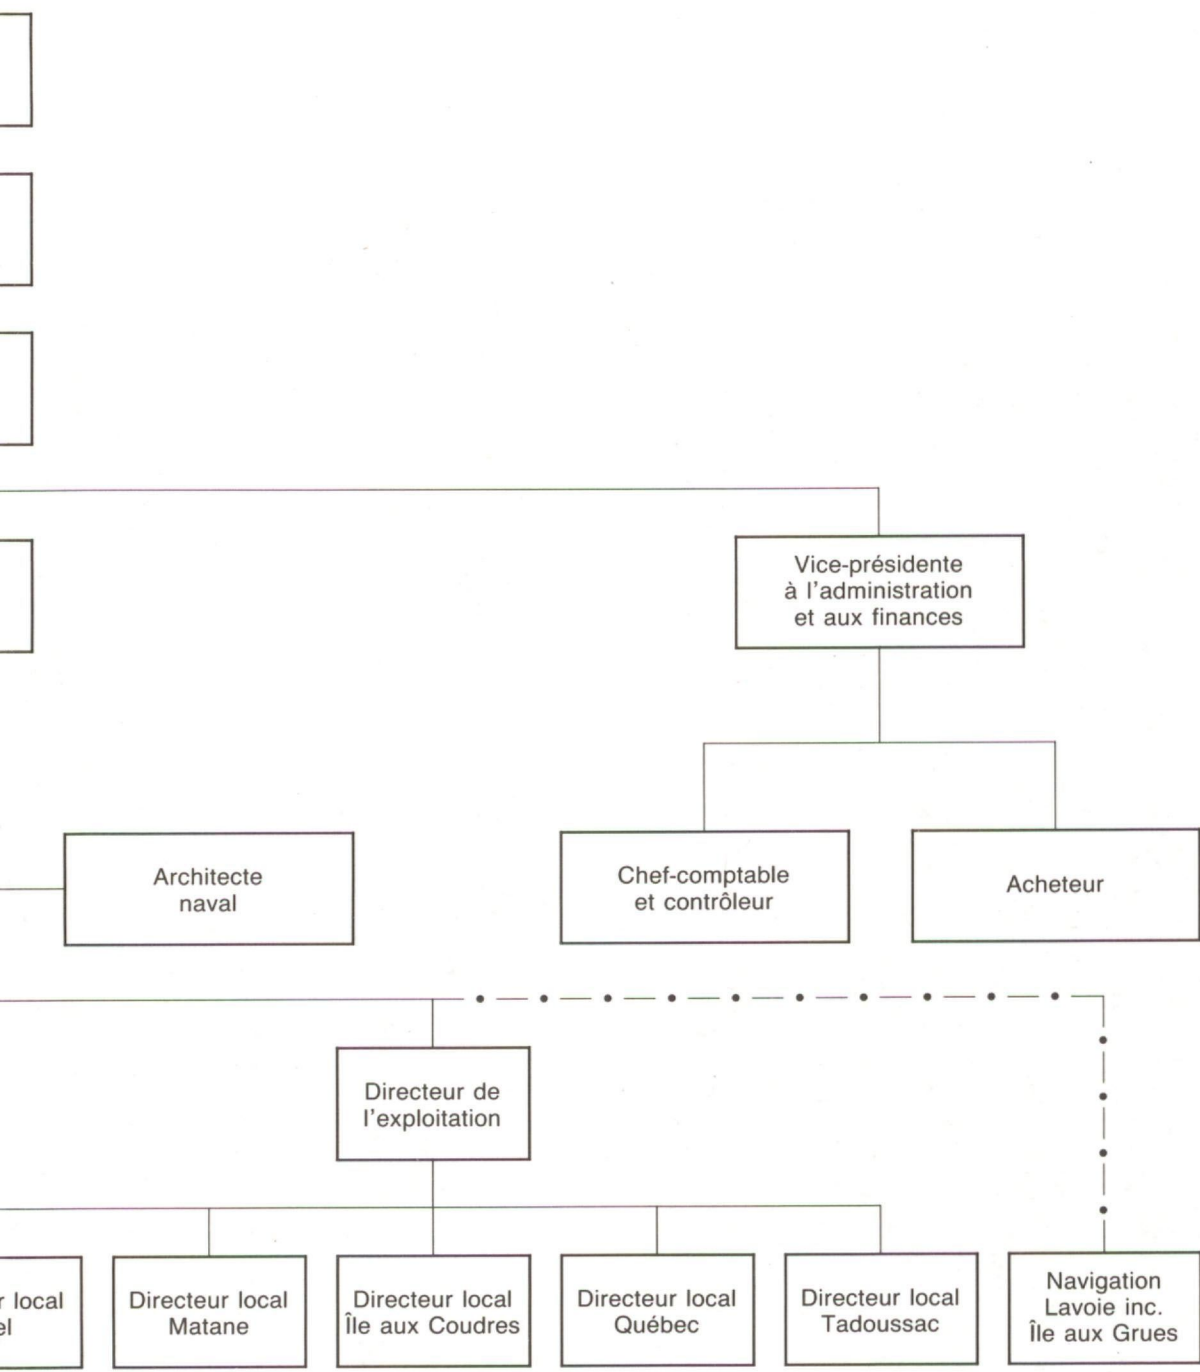 Vice-présidente
à l'administration
et aux finances
Architecte
naval
Chef-comptable
et contrôleur
Acheteur
Directeur de
l'exploitation
local
Directeur local
Matane
Directeur local
Île aux Coudres
Directeur local
Québec
Directeur local
Tadoussac
Navigation
Lavoie inc.
Île aux Grues